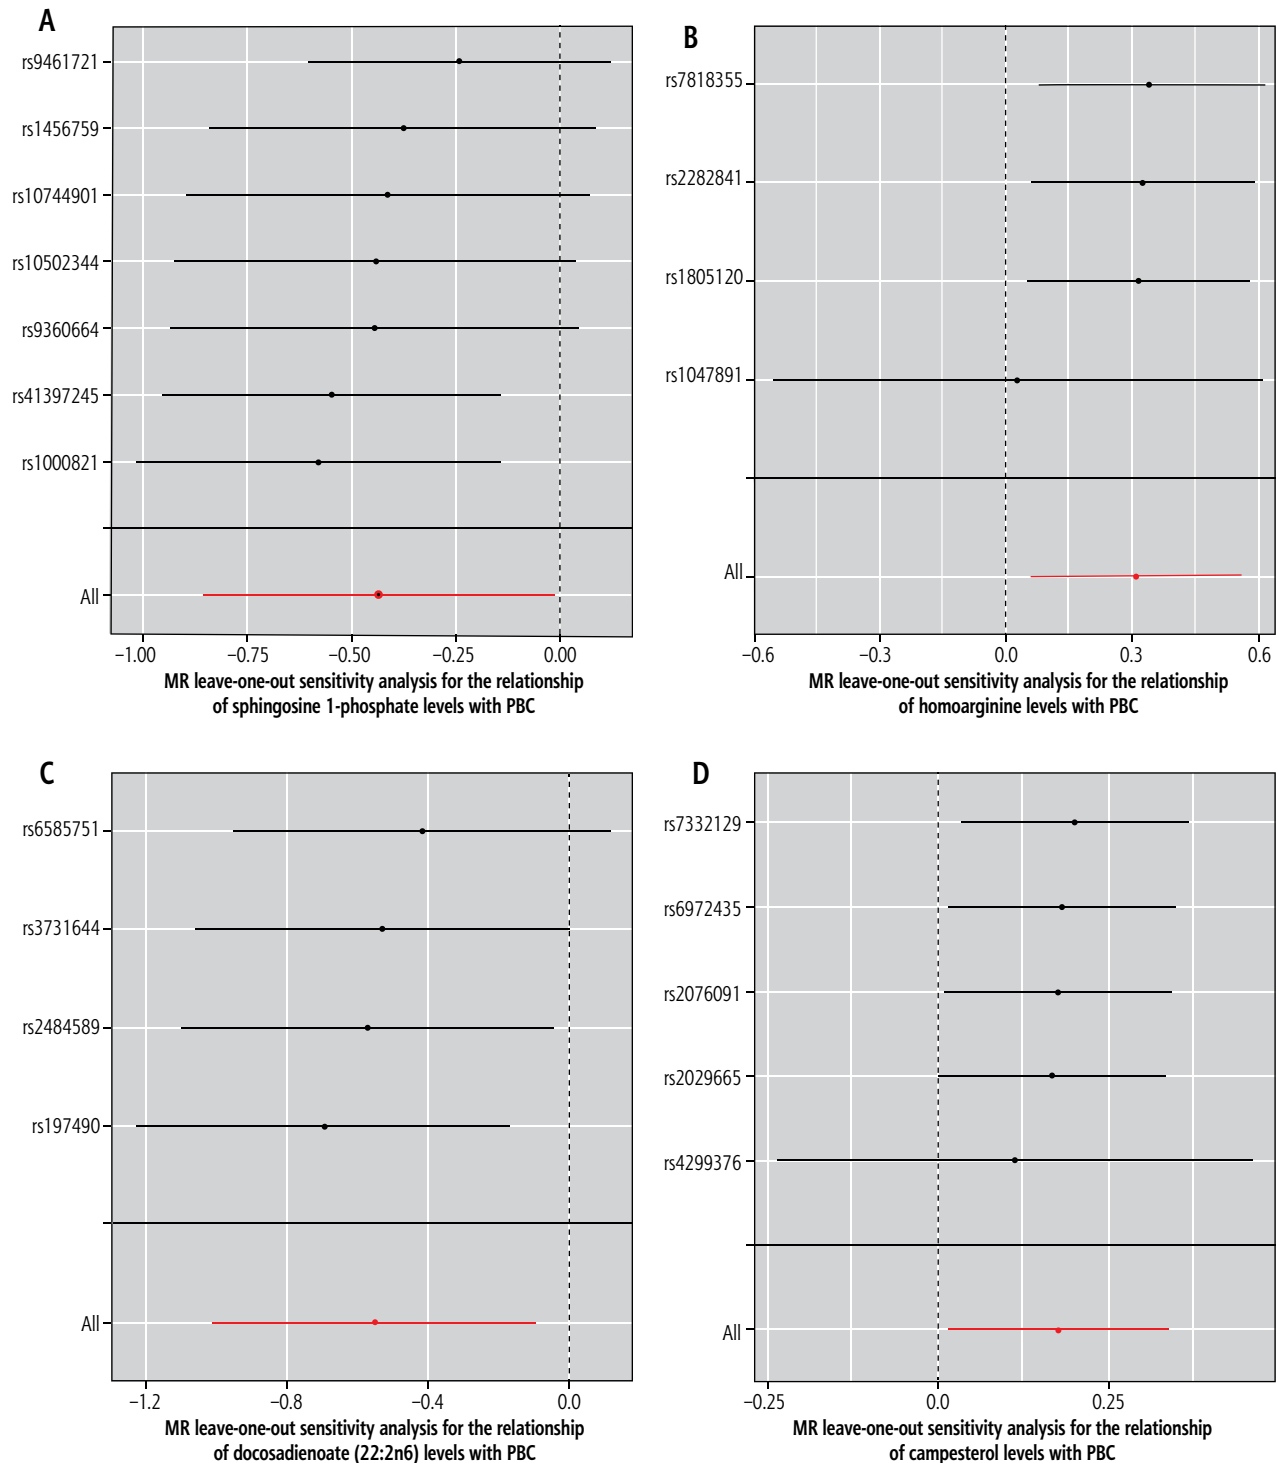 A
rs9461721
rs1456759
rs10744901
rs10502344
rs9360664
rs41397245
rs1000821
All
−1.00 −0.75 −0.50 −0.25 0.00
MR leave-one-out sensitivity analysis for the relationship
of sphingosine 1-phosphate levels with PBC
B
rs7818355
rs2282841
rs1805120
rs1047891
All
−0.6 −0.3 0.0 0.3 0.6
MR leave-one-out sensitivity analysis for the relationship
of homoarginine levels with PBC
C
rs6585751
rs3731644
rs2484589
rs197490
All
−1.2 −0.8 −0.4 0.0
MR leave-one-out sensitivity analysis for the relationship
of docosadienoate (22:2n6) levels with PBC
D
rs7332129
rs6972435
rs2076091
rs2029665
rs4299376
All
−0.25 0.0 0.25
MR leave-one-out sensitivity analysis for the relationship
of campesterol levels with PBC